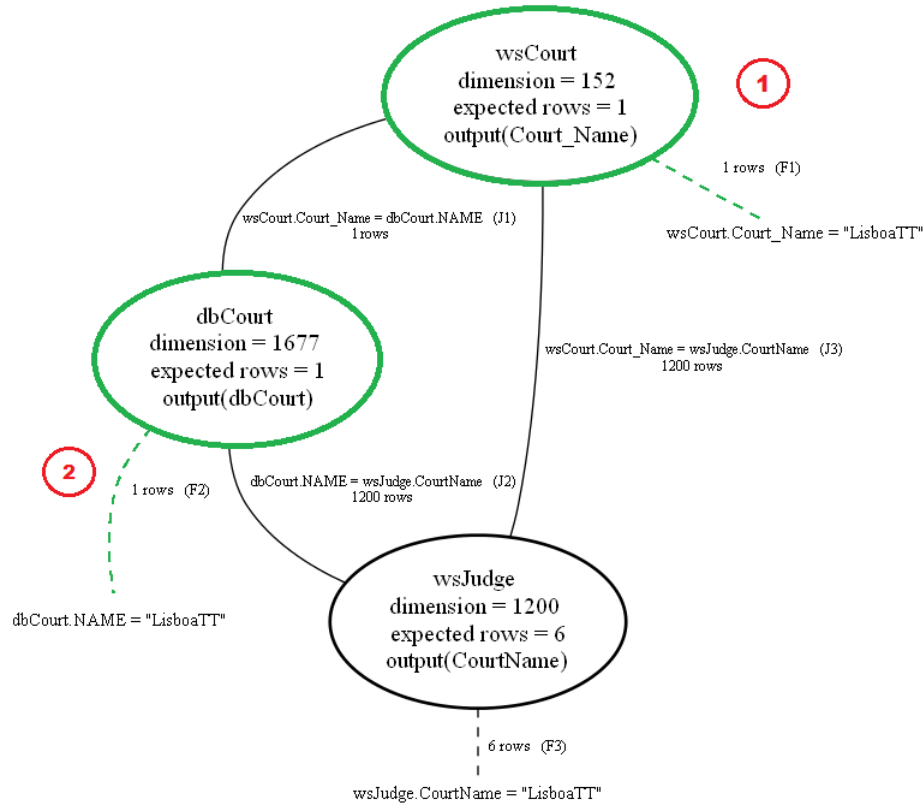 wsCourt
dimension = 152
expected rows = 1
output(Court_Name)
1
1 rows (F1)
wsCourt.Court_Name = "LisboaTT"
wsCourt.Court_Name = dbCourt.NAME (J1)
1 rows
dbCourt
dimension = 1677
expected rows = 1
output(dbCourt)
wsCourt.Court_Name = wsJudge.CourtName (J3)
1200 rows
2
1 rows (F2)
dbCourt.NAME = wsJudge.CourtName (J2)
1200 rows
dbCourt.NAME = "LisboaTT"
wsJudge
dimension = 1200
expected rows = 6
output(CourtName)
6 rows (F3)
wsJudge.CourtName = "LisboaTT"